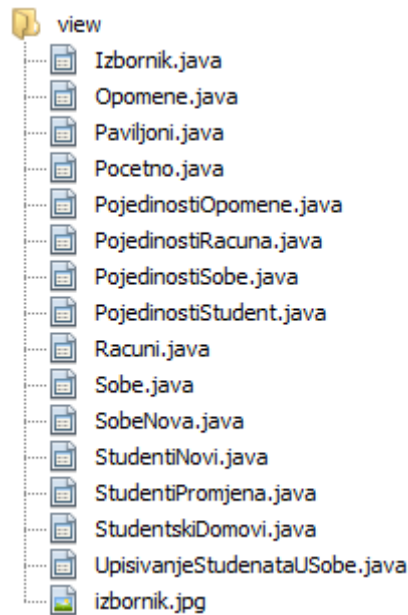 view
Izbornik.java
Opomene.java
Paviljoni.java
Pocetno.java
PojedinostiOpomene.java
PojedinostiRacuna.java
PojedinostiSobe.java
PojedinostiStudent.java
Racuni.java
Sobe.java
SobeNova.java
StudentiNovi.java
StudentiPromjena.java
StudentskiDomovi.java
UpisivanjeStudenataUSobe.java
izbornik.jpg